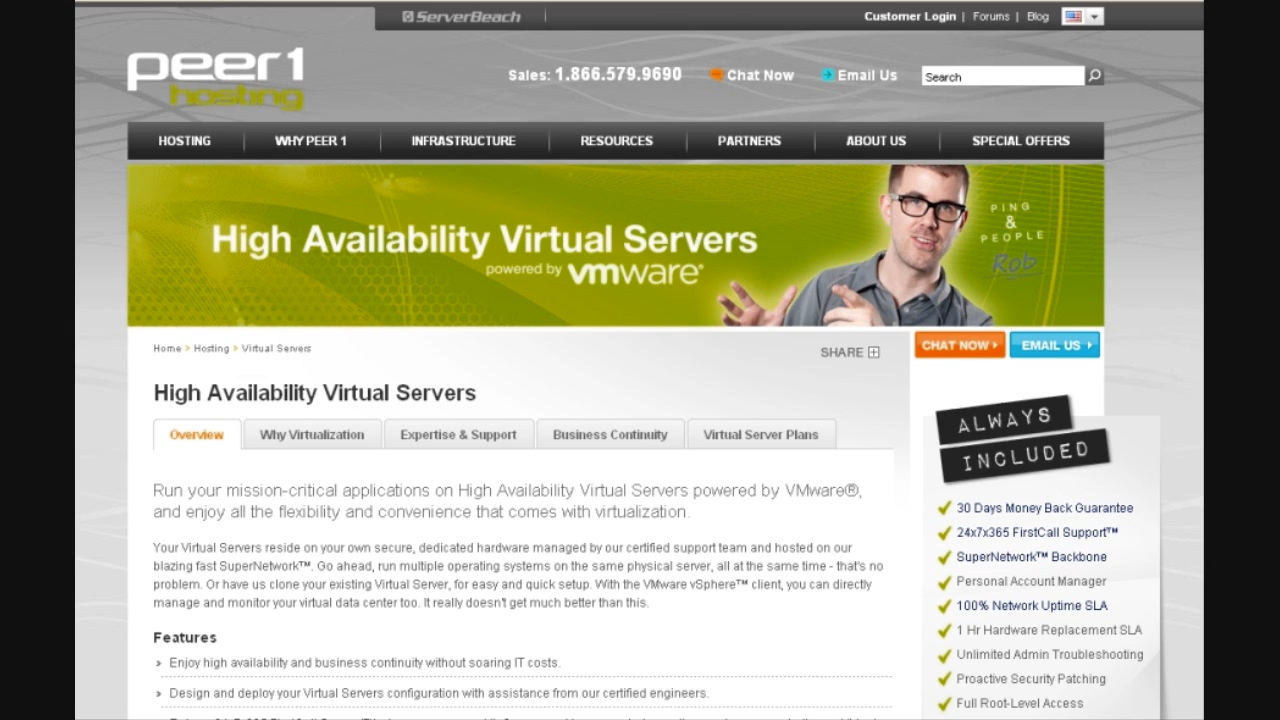 ServerBeach
Customer Login | Forums | Blog
peer1
hosting
Sales: 1.866.579.9690
Chat Now
Email Us
Search
HOSTING
WHY PEER 1
INFRASTRUCTURE
RESOURCES
PARTNERS
ABOUT US
SPECIAL OFFERS
High Availability Virtual Servers
powered by vmware®
PING
&
PEOPLE
Rob
Home > Hosting > Virtual Servers
SHARE
CHAT NOW
EMAIL US
High Availability Virtual Servers
Overview
Why Virtualization
Expertise & Support
Business Continuity
Virtual Server Plans
Run your mission-critical applications on High Availability Virtual Servers powered by VMware®,
and enjoy all the flexibility and convenience that comes with virtualization.
Your Virtual Servers reside on your own secure, dedicated hardware managed by our certified support team and hosted on our
blazing fast SuperNetwork™. Go ahead, run multiple operating systems on the same physical server, all at the same time - that's no
problem. Or have us clone your existing Virtual Server, for easy and quick setup. With the VMware vSphere™ client, you can directly
manage and monitor your virtual data center too. It really doesn't get much better than this.
Features
Enjoy high availability and business continuity without soaring IT costs.
Design and deploy your Virtual Servers configuration with assistance from our certified engineers.
ALWAYS
INCLUDED
30 Days Money Back Guarantee
24x7x365 FirstCall Support™
SuperNetwork™ Backbone
Personal Account Manager
100% Network Uptime SLA
1 Hr Hardware Replacement SLA
Unlimited Admin Troubleshooting
Proactive Security Patching
Full Root-Level Access